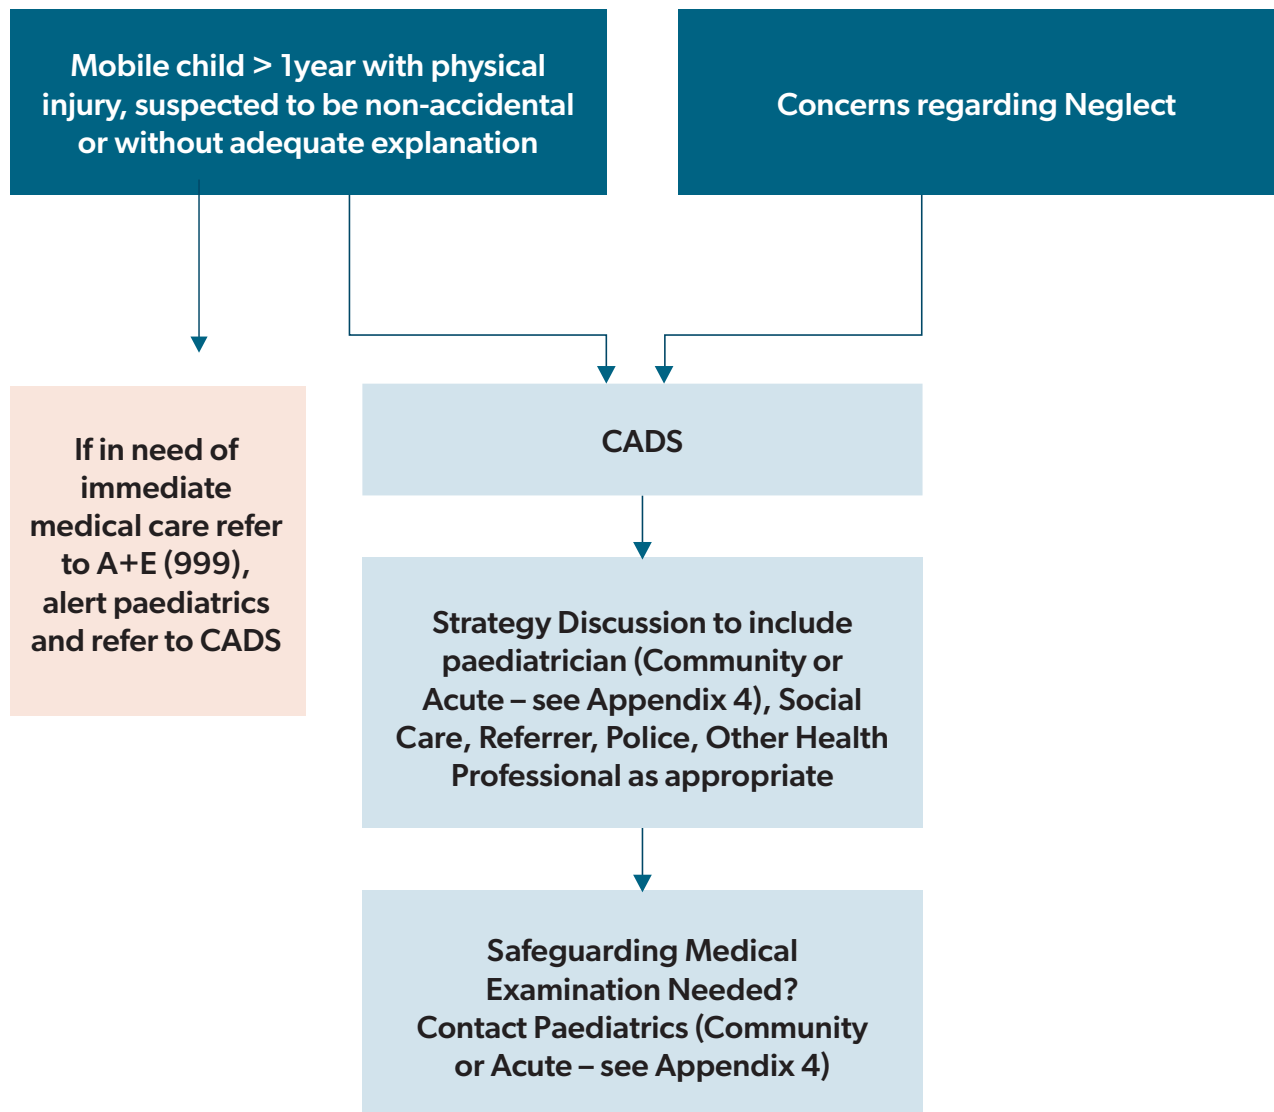 Mobile child > 1year with physical
injury, suspected to be non-accidental
or without adequate explanation
Concerns regarding Neglect
If in need of
immediate
medical care refer
to A+E (999),
alert paediatrics
and refer to CADS
CADS
Strategy Discussion to include
paediatrician (Community or
Acute – see Appendix 4), Social
Care, Referrer, Police, Other Health
Professional as appropriate
Safeguarding Medical
Examination Needed?
Contact Paediatrics (Community
or Acute – see Appendix 4)